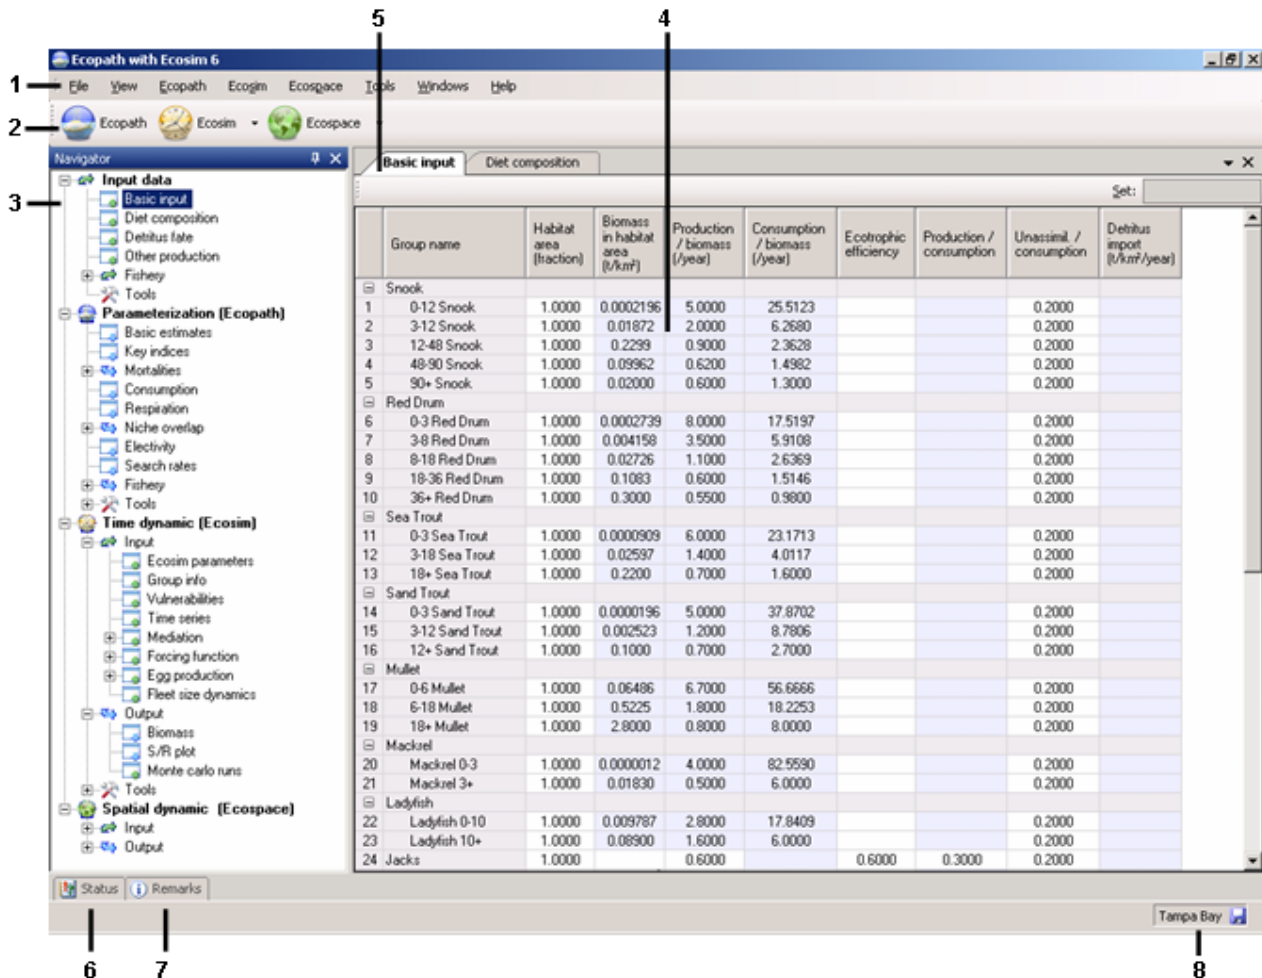 5
4
Ecopath with Ecosim 6
1
File View Ecopath Ecosim Ecospace Tools Windows Help
2
Ecopath Ecosim Ecospace
Navigator
3
Input data
Basic input
Diet composition
Detritus fate
Other production
Fishery
Tools
Parameterization (Ecopath)
Basic estimates
Key indices
Mortalities
Consumption
Respiration
Niche overlap
Electivity
Search rates
Fishery
Tools
Time dynamic (Ecosim)
Input
Ecosim parameters
Group info
Vulnerabilities
Time series
Mediation
Forcing function
Egg production
Fleet size dynamics
Output
Biomass
S/R plot
Monte carlo runs
Tools
Spatial dynamic (Ecospace)
Input
Output
Basic input Diet composition
Set:
Group name
Habitat
area
(fraction)
Biomass
in habitat
area
(t/km²)
Production
/ biomass
(/year)
Consumption
/ biomass
(/year)
Ecotrophic
efficiency
Production /
consumption
Unassimil. /
consumption
Detritus
import
(t/km²/year)
Snook
1 0-12 Snook 1.0000 0.0002196 5.0000 25.5123 0.2000
2 3-12 Snook 1.0000 0.01872 2.0000 6.2680 0.2000
3 12-48 Snook 1.0000 0.2299 0.9000 2.3628 0.2000
4 48-90 Snook 1.0000 0.09962 0.6200 1.4982 0.2000
5 90+ Snook 1.0000 0.02000 0.6000 1.3000 0.2000
Red Drum
6 0-3 Red Drum 1.0000 0.0002739 8.0000 17.5197 0.2000
7 3-8 Red Drum 1.0000 0.004158 3.5000 5.9108 0.2000
8 8-18 Red Drum 1.0000 0.02726 1.1000 2.6369 0.2000
9 18-36 Red Drum 1.0000 0.1083 0.6000 1.5146 0.2000
10 36+ Red Drum 1.0000 0.3000 0.5500 0.9800 0.2000
Sea Trout
11 0-3 Sea Trout 1.0000 0.0000909 6.0000 23.1713 0.2000
12 3-18 Sea Trout 1.0000 0.02597 1.4000 4.0117 0.2000
13 18+ Sea Trout 1.0000 0.2200 0.7000 1.6000 0.2000
Sand Trout
14 0-3 Sand Trout 1.0000 0.0000196 5.0000 37.8702 0.2000
15 3-12 Sand Trout 1.0000 0.002523 1.2000 8.7806 0.2000
16 12+ Sand Trout 1.0000 0.1000 0.7000 2.7000 0.2000
Mullet
17 0-6 Mullet 1.0000 0.06486 6.7000 56.6666 0.2000
18 6-18 Mullet 1.0000 0.5225 1.8000 18.2253 0.2000
19 18+ Mullet 1.0000 2.8000 0.8000 8.0000 0.2000
Mackrel
20 Mackrel 0-3 1.0000 0.0000012 4.0000 82.5590 0.2000
21 Mackrel 3+ 1.0000 0.01830 0.5000 6.0000 0.2000
Ladyfish
22 Ladyfish 0-10 1.0000 0.009787 2.8000 17.8409 0.2000
23 Ladyfish 10+ 1.0000 0.08900 1.6000 6.0000 0.2000
24 Jacks 1.0000 0.6000 0.6000 0.3000 0.2000
Status Remarks
Tampa Bay
6
7
8